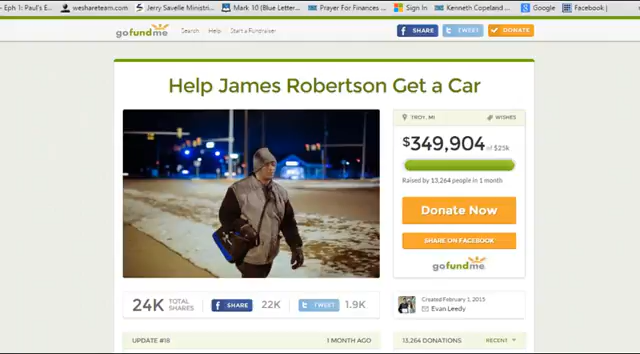 Eph 1: Paul's E...
weshareteam.com
Jerry Savelle Ministri...
Mark 10 (Blue Letter...
Prayer For Finances
Sign In
Kenneth Copeland
Google
Facebook
gofundme
Search
Help
Start a Fundraiser
SHARE
TWEET
DONATE
Help James Robertson Get a Car
TROY, MI
WISHES
$349,904 of $25k
Raised by 13,264 people in 1 month
Donate Now
SHARE ON FACEBOOK
gofundme
24K TOTAL SHARES
SHARE 22K
TWEET 1.9K
Created February 1, 2015
Evan Leedy
UPDATE #18
1 MONTH AGO
13,264 DONATIONS
RECENT